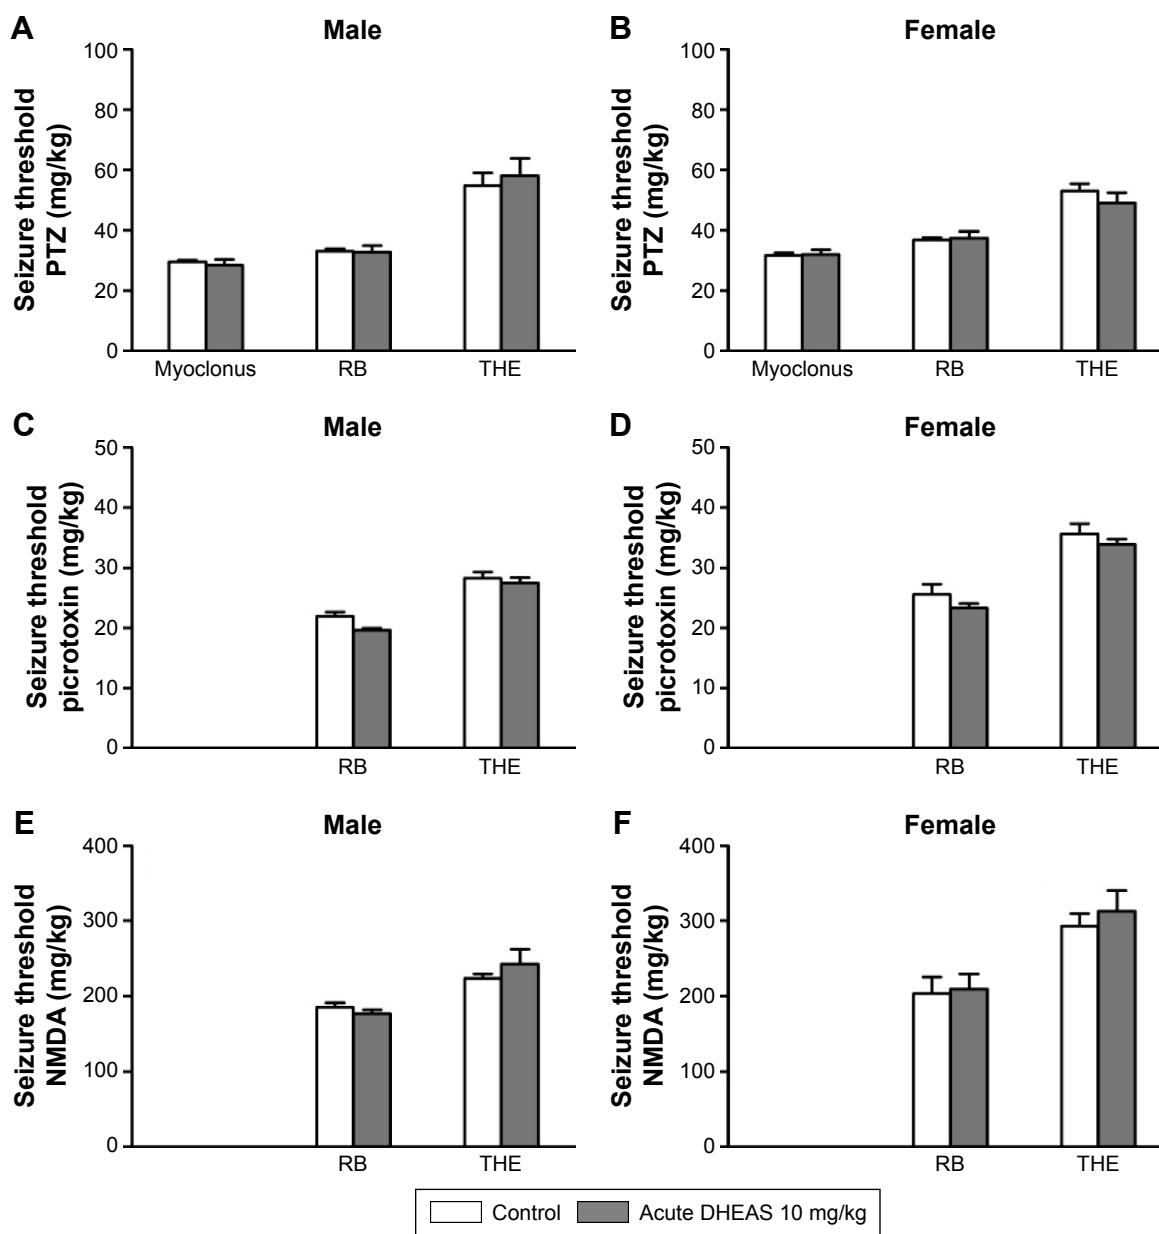 A
Male
100
80
60
40
20
0
Seizure threshold
PTZ (mg/kg)
Myoclonus
RB
THE
B
Female
100
80
60
40
20
0
Seizure threshold
PTZ (mg/kg)
Myoclonus
RB
THE
C
Male
50
40
30
20
10
0
Seizure threshold
picrotoxin (mg/kg)
RB
THE
D
Female
50
40
30
20
10
0
Seizure threshold
picrotoxin (mg/kg)
RB
THE
E
Male
400
300
200
100
0
Seizure threshold
NMDA (mg/kg)
RB
THE
F
Female
400
300
200
100
0
Seizure threshold
NMDA (mg/kg)
RB
THE
Control
Acute DHEAS 10 mg/kg